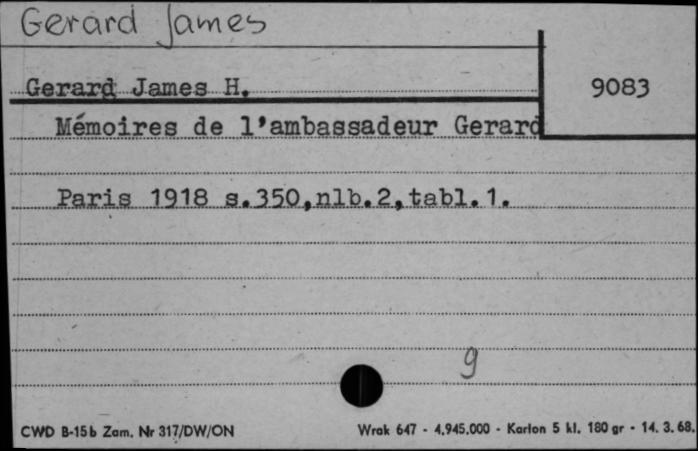 Gerard James
Gerard James H.
9083
Mémoires de l'ambassadeur Gerard
Paris 1918 s.350,nlb.2,tabl.1.
9
CWD B-15b Zam. Nr 317/DW/ON
Wrak 647 - 4.945.000 - Karton 5 kl. 180 gr - 14. 3. 68.